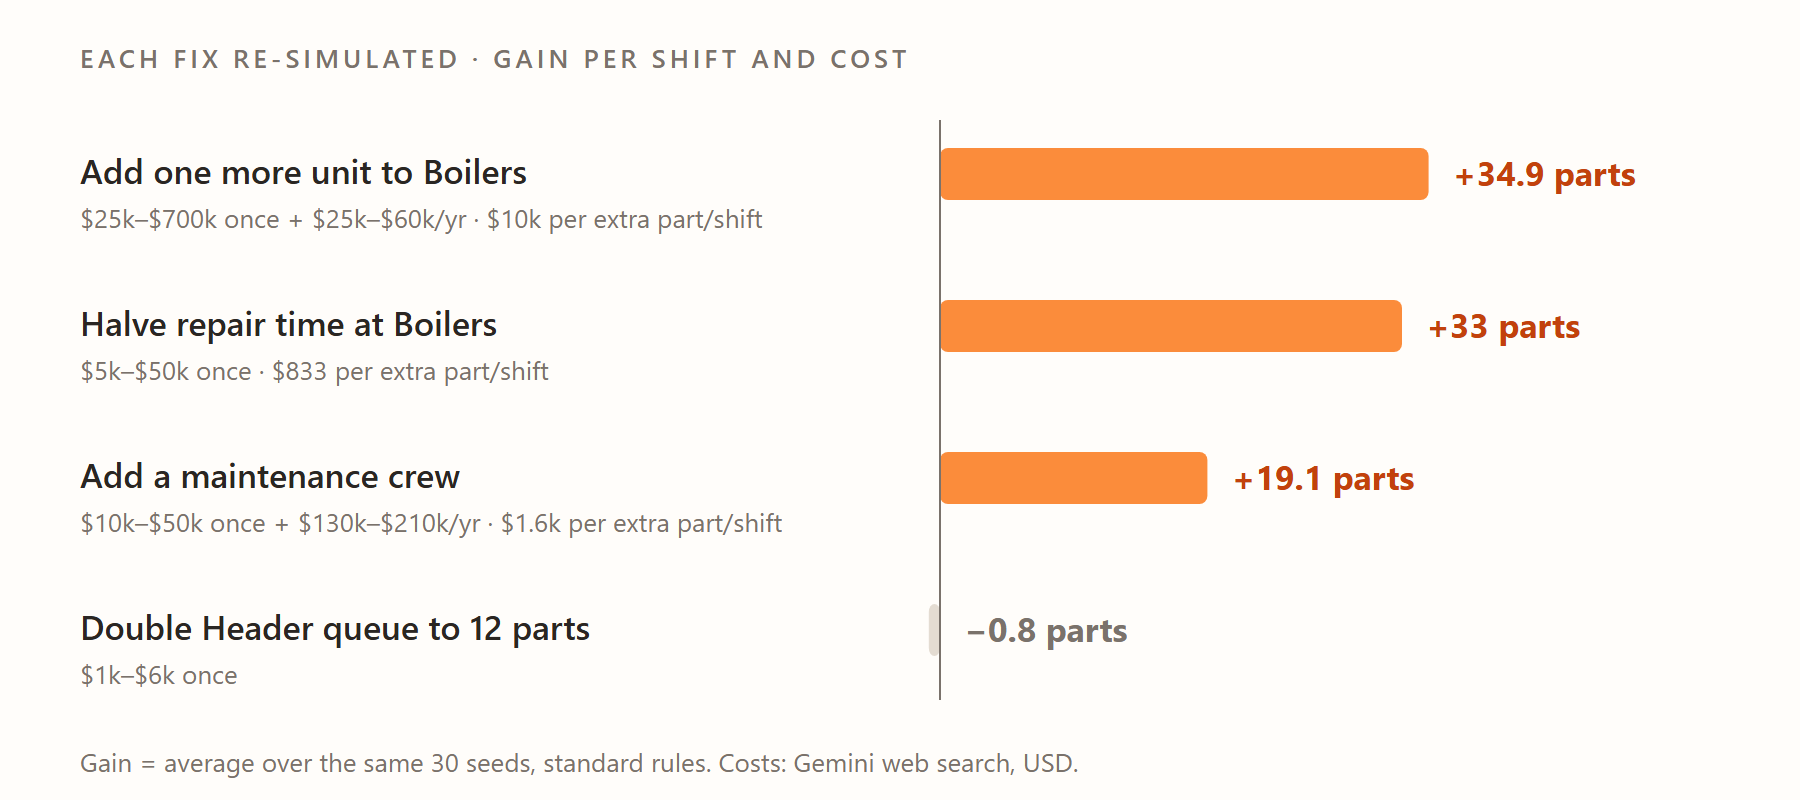 EACH FIX RE-SIMULATED · GAIN PER SHIFT AND COST
Add one more unit to Boilers
$25k–$700k once + $25k–$60k/yr · $10k per extra part/shift
+34.9 parts
Halve repair time at Boilers
$5k–$50k once · $833 per extra part/shift
+33 parts
Add a maintenance crew
$10k–$50k once + $130k–$210k/yr · $1.6k per extra part/shift
+19.1 parts
Double Header queue to 12 parts
$1k–$6k once
−0.8 parts
Gain = average over the same 30 seeds, standard rules. Costs: Gemini web search, USD.